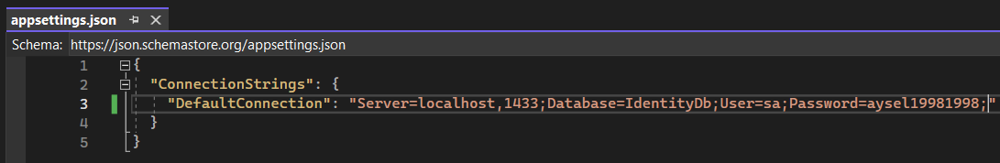 appsettings.json
Schema: https://json.schemastore.org/appsettings.json
1 {
2 "ConnectionStrings": {
3 "DefaultConnection": "Server=localhost,1433;Database=IdentityDb;User=sa;Password=aysel19981998;"
4 }
5 }